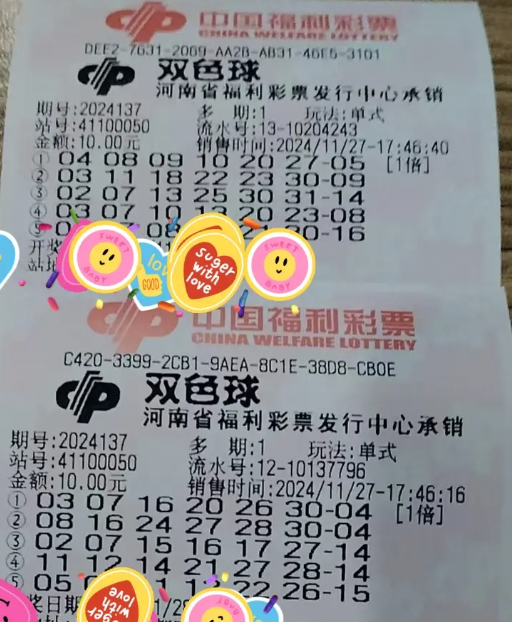 中国福利彩票
CHINA WELFARE LOTTERY
DEE2-7631-2069-AA2B-AB31-46E5-3101
双色球
河南省福利彩票发行中心承销
期号:2024137 多 期:1 玩法:单式
站号:41100050 流水号:13-10204243
金额:10.00元 销售时间:2024/11/27-17:46:40
① 04 08 09 10 20 27-05 [1倍]
② 03 11 18 22 23 30-09
③ 02 07 13 25 30 31-14
④ 03 07 10 12 20 23-08
08 30-16
开奖
站
SWEET BABY
GOOD
suger with love
SWEET BABY
中国福利彩票
CHINA WELFARE LOTTERY
C420-3399-2CB1-9AEA-8C1E-38D8-CB0E
双色球
河南省福利彩票发行中心承销
期号:2024137 多 期:1 玩法:单式
站号:41100050 流水号:12-10137796
金额:10.00元 销售时间:2024/11/27-17:46:16
① 03 07 16 20 26 30-04 [1倍]
② 08 16 24 27 28 30-04
③ 02 07 15 16 17 27-14
④ 11 12 14 21 27 28-14
⑤ 05 22 26-15
奖日期
suger with love